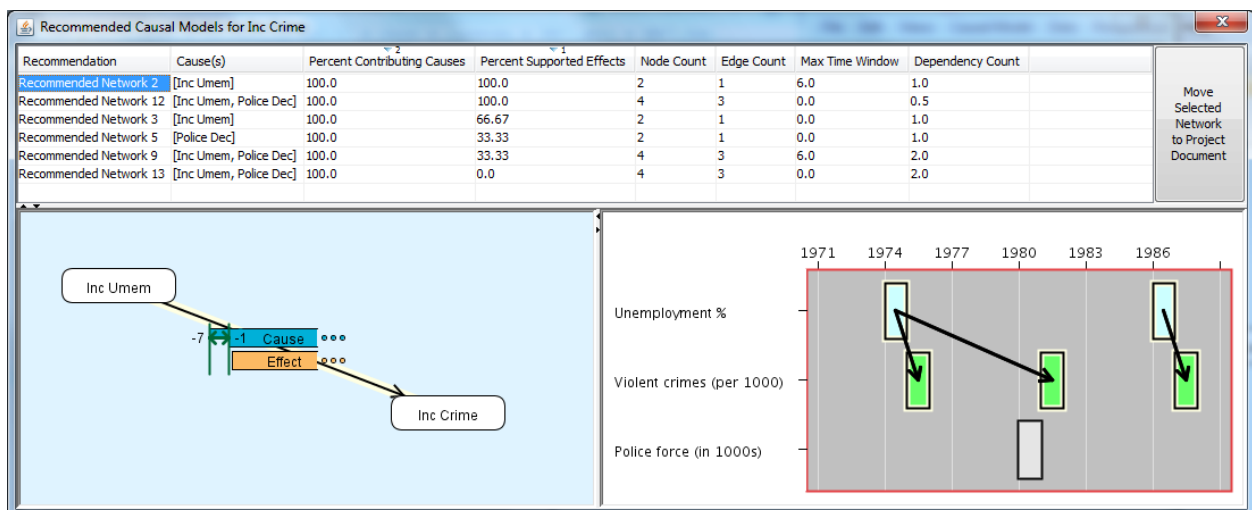 Recommended Causal Models for Inc Crime
X
Recommendation Cause(s) 2 Percent Contributing Causes 1 Percent Supported Effects Node Count Edge Count Max Time Window Dependency Count
Recommended Network 2 [Inc Umem] 100.0 100.0 2 1 6.0 1.0
Recommended Network 12 [Inc Umem, Police Dec] 100.0 100.0 4 3 0.0 0.5
Recommended Network 3 [Inc Umem] 100.0 66.67 2 1 0.0 1.0
Recommended Network 5 [Police Dec] 100.0 33.33 2 1 0.0 1.0
Recommended Network 9 [Inc Umem, Police Dec] 100.0 33.33 4 3 6.0 2.0
Recommended Network 13 [Inc Umem, Police Dec] 100.0 0.0 4 3 0.0 2.0
Move
Selected
Network
to Project
Document
Inc Umem
-7 -1 Cause
Effect
Inc Crime
1971 1974 1977 1980 1983 1986
Unemployment %
Violent crimes (per 1000)
Police force (in 1000s)